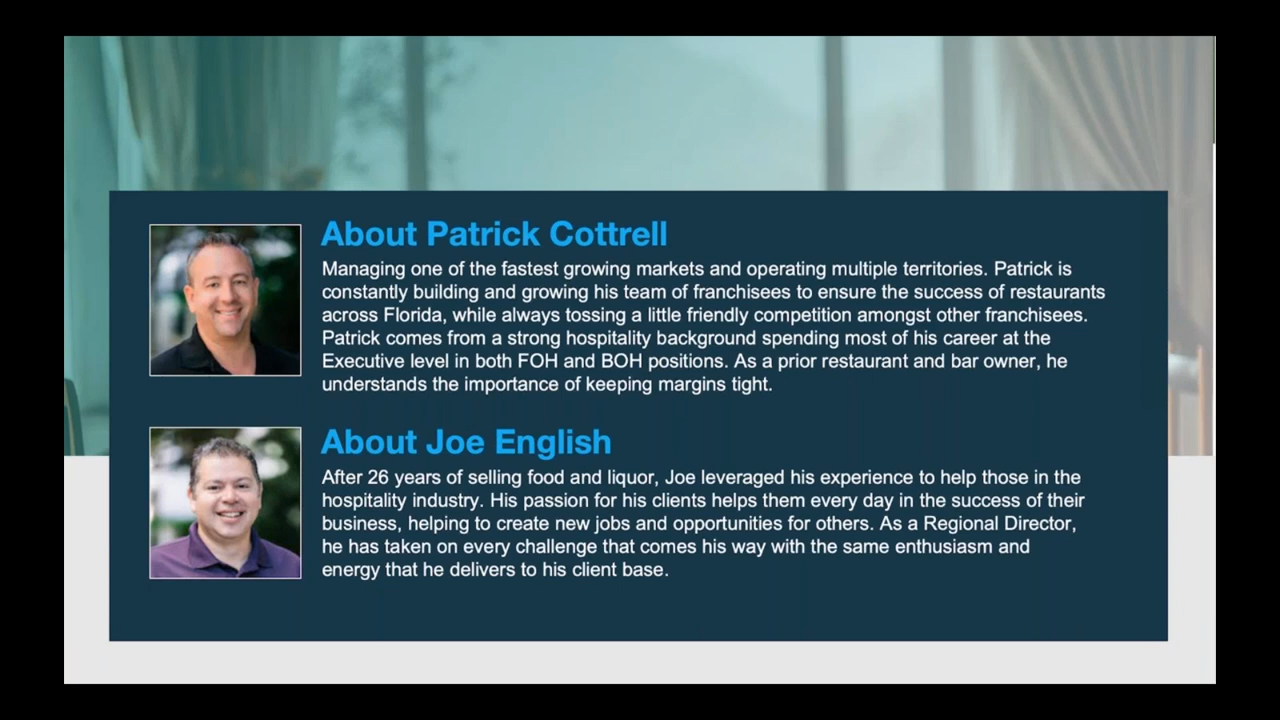 About Patrick Cottrell
Managing one of the fastest growing markets and operating multiple territories. Patrick is
constantly building and growing his team of franchisees to ensure the success of restaurants
across Florida, while always tossing a little friendly competition amongst other franchisees.
Patrick comes from a strong hospitality background spending most of his career at the
Executive level in both FOH and BOH positions. As a prior restaurant and bar owner, he
understands the importance of keeping margins tight.
About Joe English
After 26 years of selling food and liquor, Joe leveraged his experience to help those in the
hospitality industry. His passion for his clients helps them every day in the success of their
business, helping to create new jobs and opportunities for others. As a Regional Director,
he has taken on every challenge that comes his way with the same enthusiasm and
energy that he delivers to his client base.